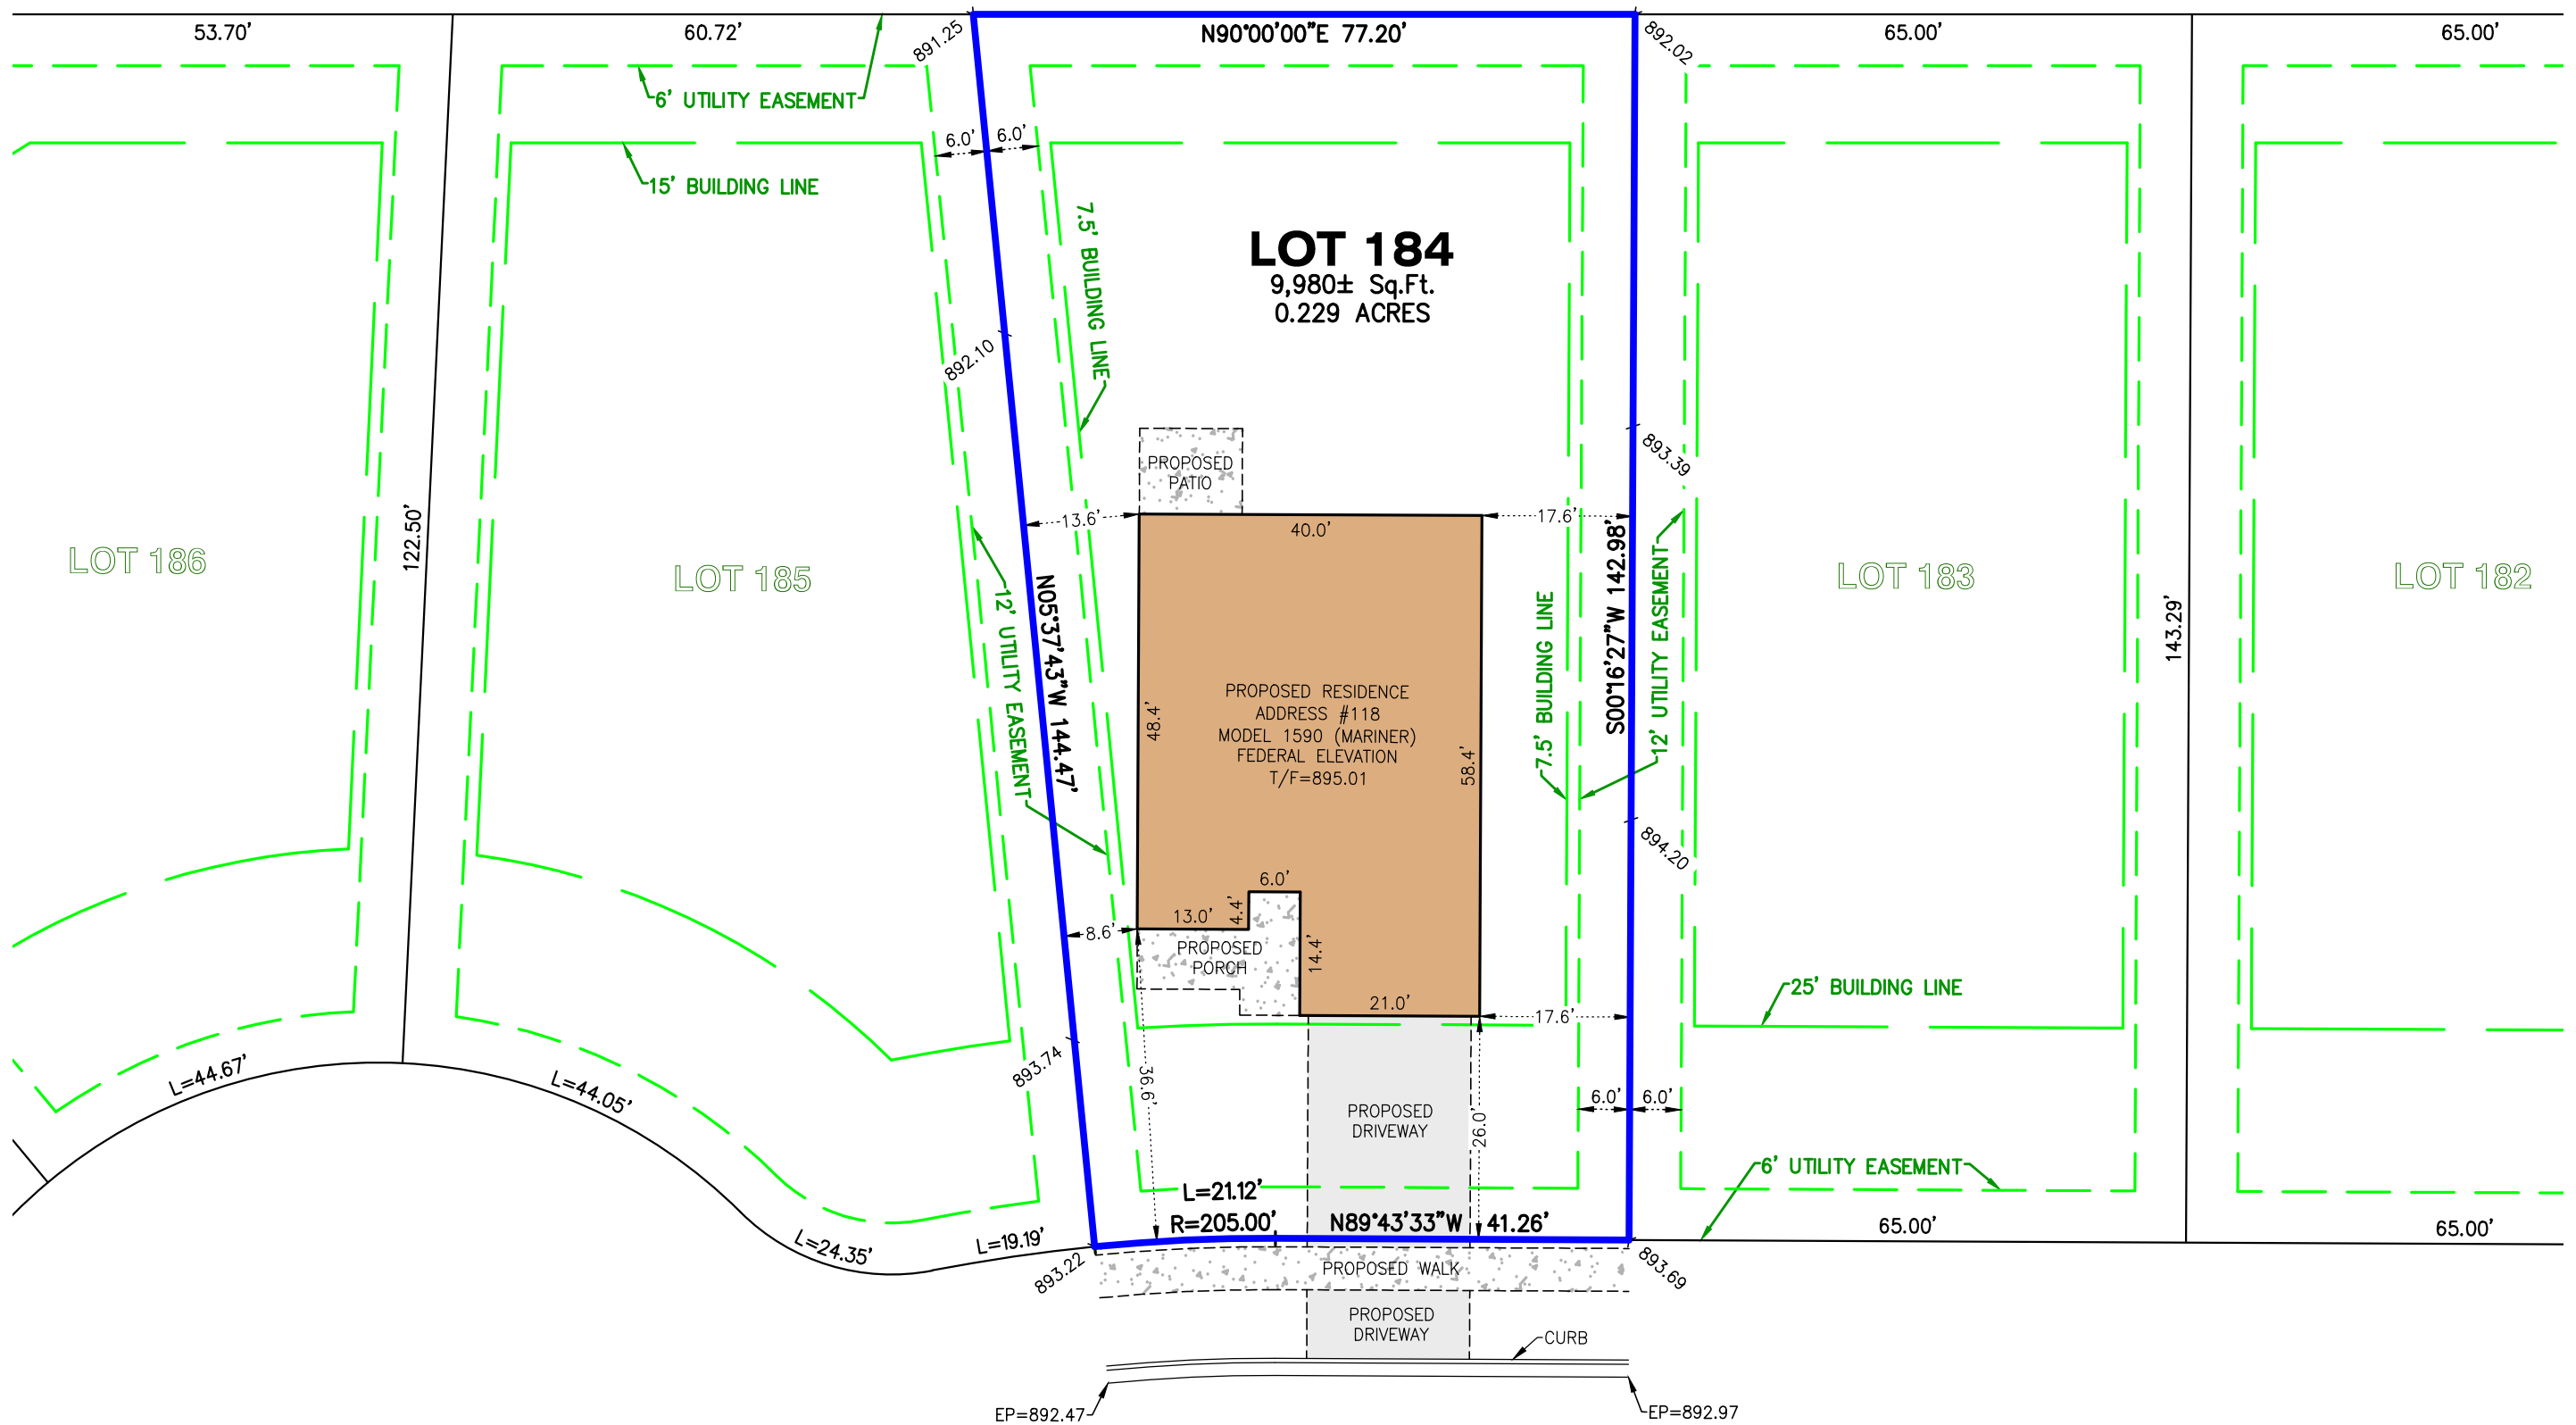 53.70'
60.72'
891.25
N90°00'00"E 77.20'
892.02
65.00'
65.00'
6' UTILITY EASEMENT
6.0'
6.0'
15' BUILDING LINE
7.5' BUILDING LINE
LOT 184
9,980± Sq.Ft.
0.229 ACRES
892.10
893.39
PROPOSED
PATIO
13.6'
40.0'
17.6'
122.50'
LOT 186
LOT 185
LOT 183
LOT 182
12' UTILITY EASEMENT
N05°37'43"W 144.47'
S00°16'27"W 142.98'
7.5' BUILDING LINE
12' UTILITY EASEMENT
143.29'
48.4'
PROPOSED RESIDENCE
ADDRESS #118
MODEL 1590 (MARINER)
FEDERAL ELEVATION
T/F=895.01
58.4'
894.20
6.0'
13.0'
4.4'
8.6'
PROPOSED
PORCH
14.4'
21.0'
17.6'
25' BUILDING LINE
893.74
36.6'
26.0'
PROPOSED
DRIVEWAY
6.0'
6.0'
L=44.67'
L=44.05'
6' UTILITY EASEMENT
L=21.12'
R=205.00'
N89°43'33"W 41.26'
65.00'
65.00'
L=24.35'
L=19.19'
893.22
PROPOSED WALK
893.69
PROPOSED
DRIVEWAY
CURB
EP=892.47
EP=892.97